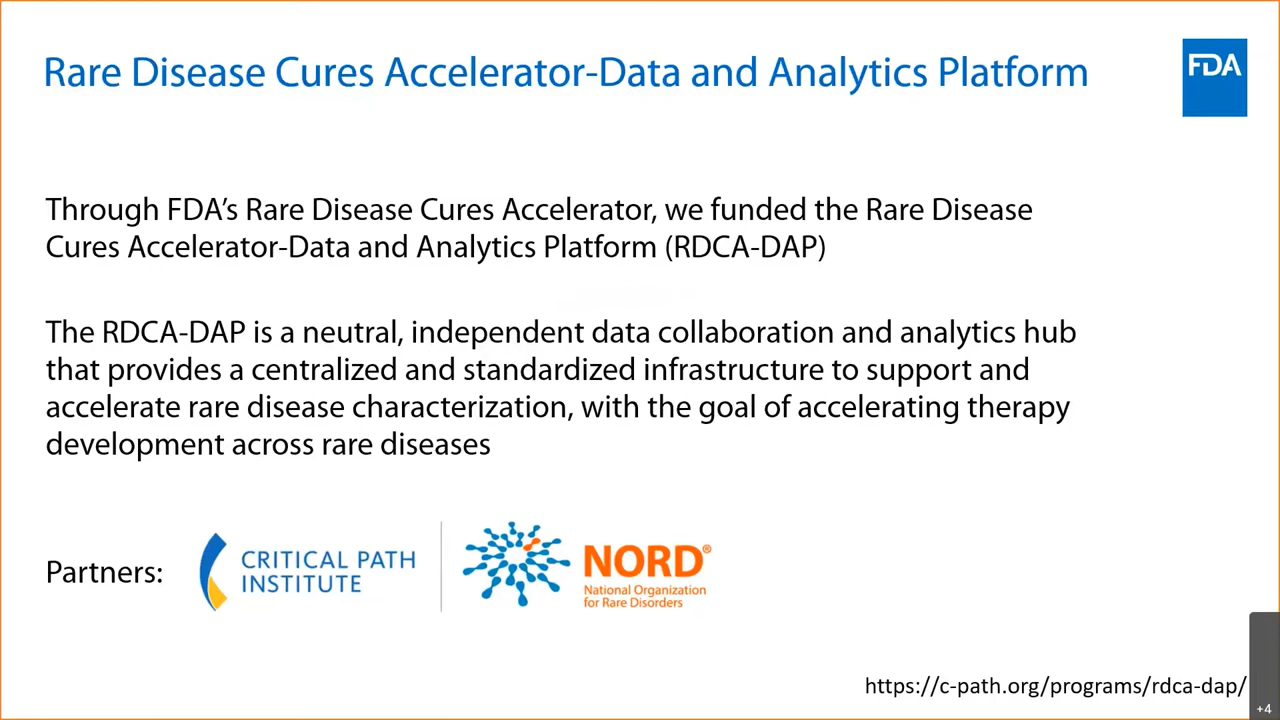 Rare Disease Cures Accelerator-Data and Analytics Platform
FDA
Through FDA’s Rare Disease Cures Accelerator, we funded the Rare Disease
Cures Accelerator-Data and Analytics Platform (RDCA-DAP)
The RDCA-DAP is a neutral, independent data collaboration and analytics hub
that provides a centralized and standardized infrastructure to support and
accelerate rare disease characterization, with the goal of accelerating therapy
development across rare diseases
Partners:
CRITICAL PATH
INSTITUTE
NORD®
National Organization
for Rare Disorders
https://c-path.org/programs/rdca-dap/
+4